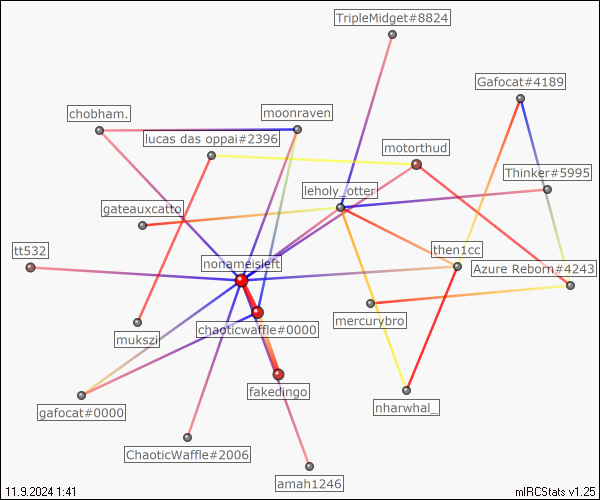 TripleMidget#8824
Gafocat#4189
chobham.
moonraven
lucas das oppai#2396
motorthud
Thinker#5995
leholy_otter
gateauxcatto
tt532
nonameisleft
then1cc
Azure Reborn#4243
mercurybro
chaoticwaffle#0000
mukszi
fakedingo
gafocat#0000
nharwhal_
ChaoticWaffle#2006
amah1246
11.9.2024 1:41
mIRCStats v1.25